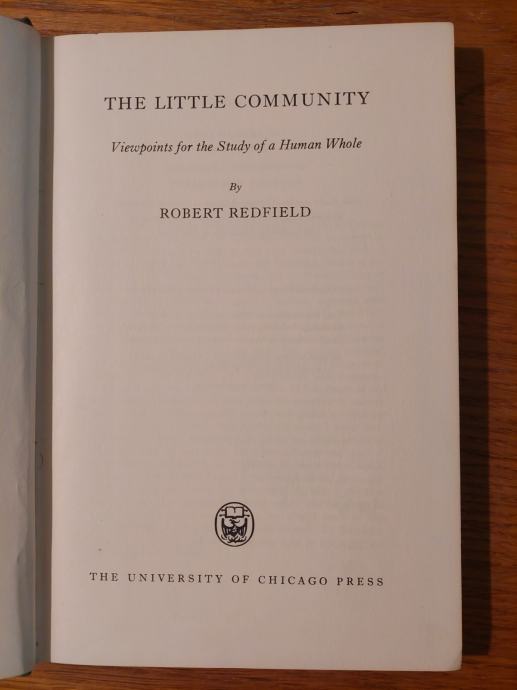 THE LITTLE COMMUNITY
Viewpoints for the Study of a Human Whole
By
ROBERT REDFIELD
THE UNIVERSITY OF CHICAGO PRESS